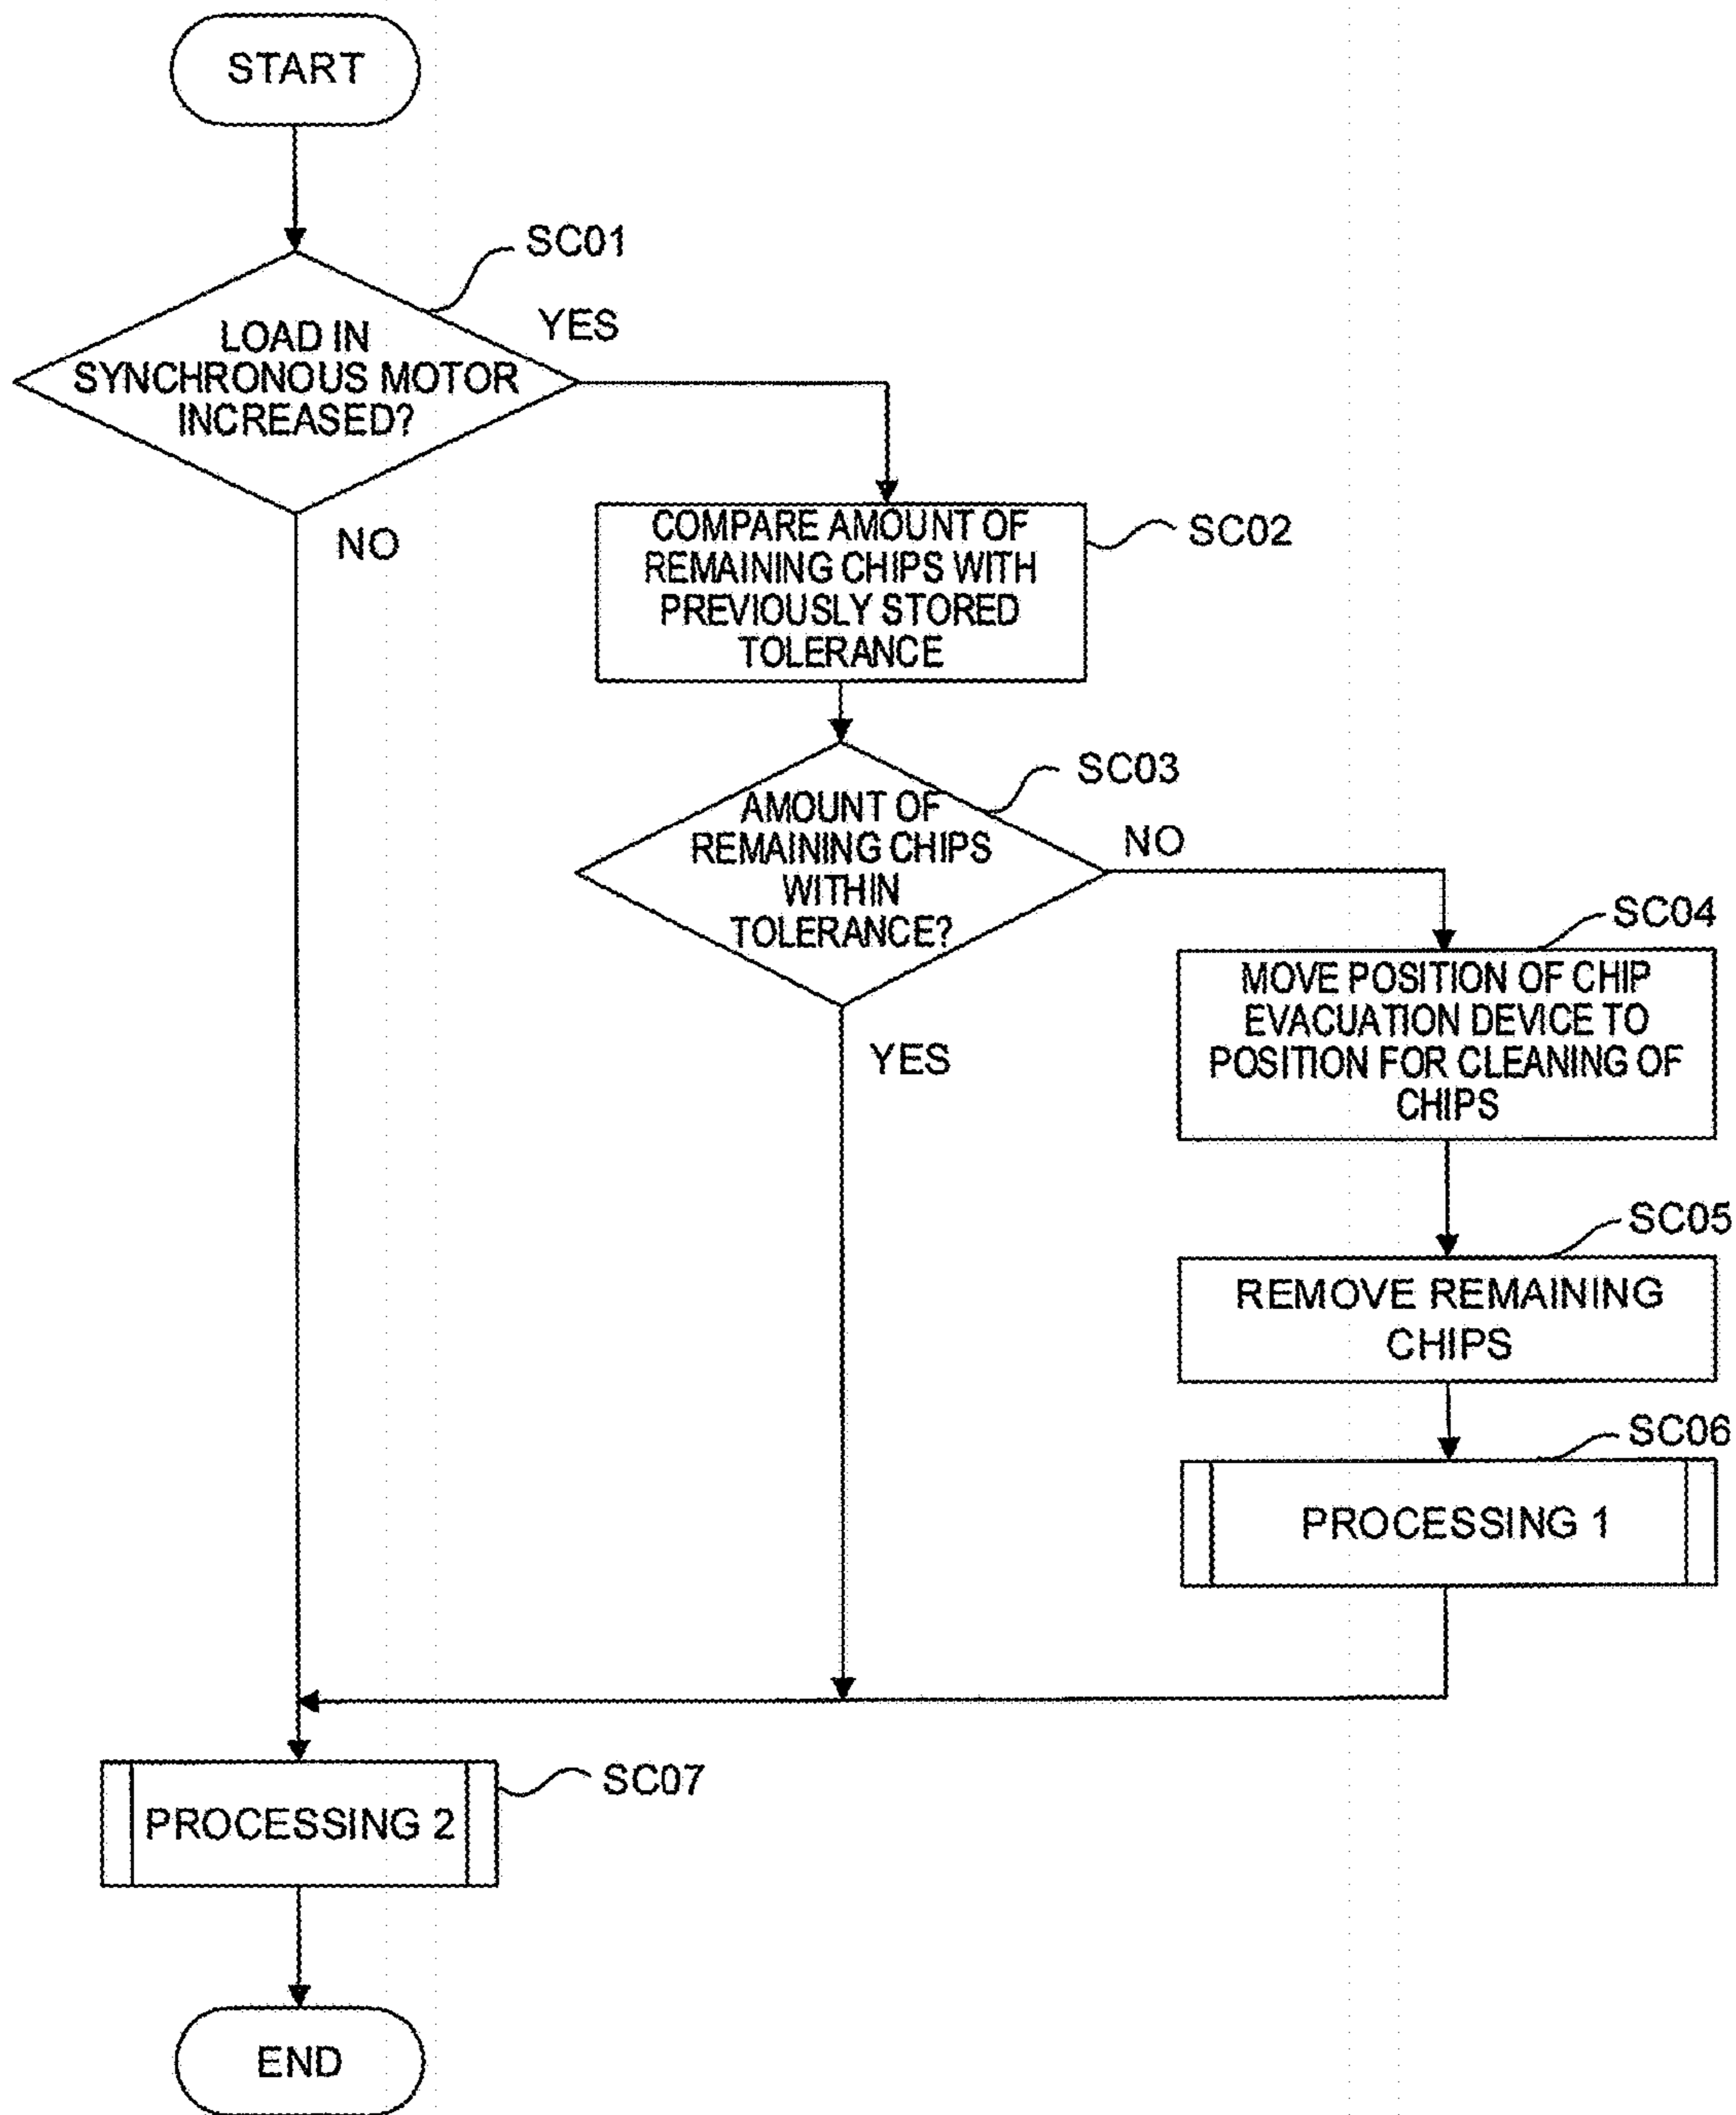 START
SC01
LOAD IN
SYNCHRONOUS MOTOR
INCREASED?
YES
NO
COMPARE AMOUNT OF
REMAINING CHIPS WITH
PREVIOUSLY STORED
TOLERANCE
SC02
SC03
AMOUNT OF
REMAINING CHIPS
WITHIN
TOLERANCE?
NO
YES
SC04
MOVE POSITION OF CHIP
EVACUATION DEVICE TO
POSITION FOR CLEANING OF
CHIPS
SC05
REMOVE REMAINING
CHIPS
SC06
PROCESSING 1
SC07
PROCESSING 2
END